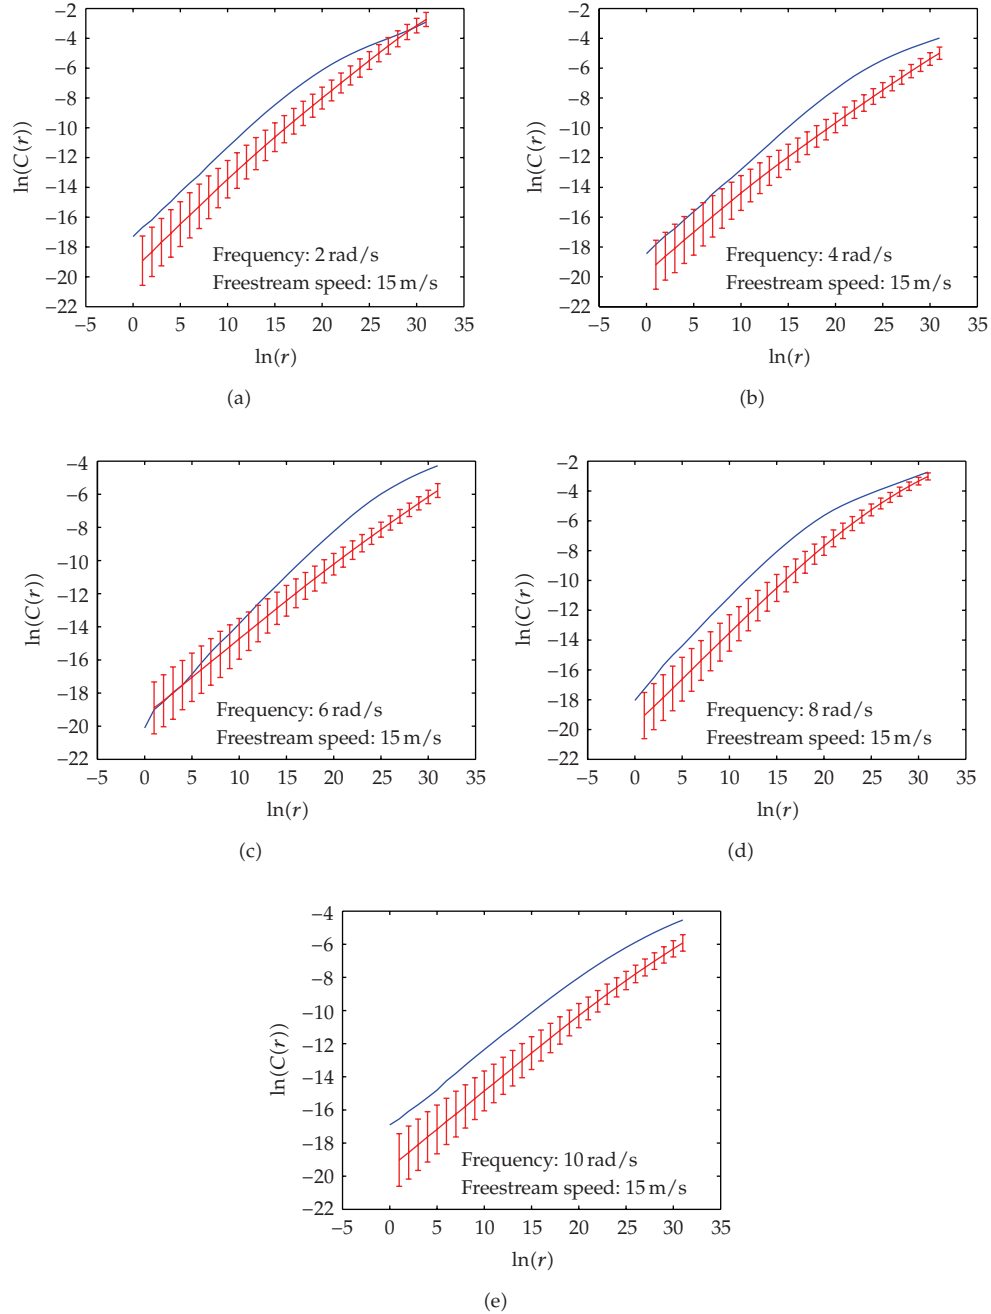 −2
−4
−6
−8
−10
−12
−14
−16
−18
−20
−22
ln(C(r))
Frequency: 2 rad/s
Freestream speed: 15 m/s
−5 0 5 10 15 20 25 30 35
ln(r)
(a)
−2
−4
−6
−8
−10
−12
−14
−16
−18
−20
−22
ln(C(r))
Frequency: 4 rad/s
Freestream speed: 15 m/s
−5 0 5 10 15 20 25 30 35
ln(r)
(b)
−4
−6
−8
−10
−12
−14
−16
−18
−20
−22
ln(C(r))
Frequency: 6 rad/s
Freestream speed: 15 m/s
−5 0 5 10 15 20 25 30 35
ln(r)
(c)
−2
−4
−6
−8
−10
−12
−14
−16
−18
−20
−22
ln(C(r))
Frequency: 8 rad/s
Freestream speed: 15 m/s
−5 0 5 10 15 20 25 30 35
ln(r)
(d)
−4
−6
−8
−10
−12
−14
−16
−18
−20
−22
ln(C(r))
Frequency: 10 rad/s
Freestream speed: 15 m/s
−5 0 5 10 15 20 25 30 35
ln(r)
(e)